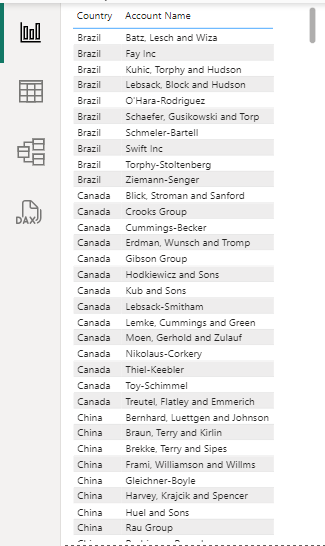 Country Account Name
Brazil Batz, Lesch and Wiza
Brazil Fay Inc
Brazil Kuhic, Torphy and Hudson
Brazil Lebsack, Block and Hudson
Brazil O'Hara-Rodriguez
Brazil Schaefer, Gusikowski and Torp
Brazil Schmeler-Bartell
Brazil Swift Inc
Brazil Torphy-Stoltenberg
Brazil Ziemann-Senger
Canada Blick, Stroman and Sanford
Canada Crooks Group
Canada Cummings-Becker
Canada Erdman, Wunsch and Tromp
Canada Gibson Group
Canada Hodkiewicz and Sons
Canada Kub and Sons
Canada Lebsack-Smitham
Canada Lemke, Cummings and Green
Canada Moen, Gerhold and Zulauf
Canada Nikolaus-Corkery
Canada Thiel-Keebler
Canada Toy-Schimmel
Canada Treutel, Flatley and Emmerich
China Bernhard, Luettgen and Johnson
China Braun, Terry and Kirlin
China Brekke, Terry and Sipes
China Frami, Williamson and Willms
China Gleichner-Boyle
China Harvey, Krajcik and Spencer
China Huel and Sons
China Rau Group
DAX